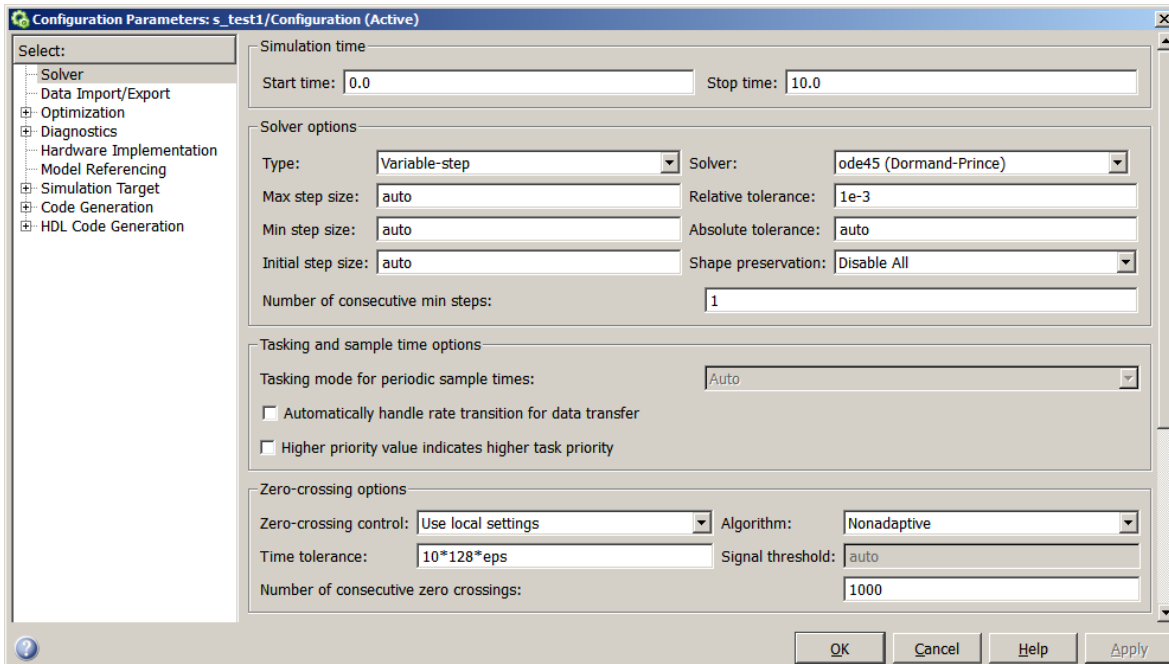 Configuration Parameters: s_test1/Configuration (Active)
Select:
Solver
Data Import/Export
Optimization
Diagnostics
Hardware Implementation
Model Referencing
Simulation Target
Code Generation
HDL Code Generation
Simulation time
Start time: 0.0 Stop time: 10.0
Solver options
Type: Variable-step Solver: ode45 (Dormand-Prince)
Max step size: auto Relative tolerance: 1e-3
Min step size: auto Absolute tolerance: auto
Initial step size: auto Shape preservation: Disable All
Number of consecutive min steps: 1
Tasking and sample time options
Tasking mode for periodic sample times: Auto
Automatically handle rate transition for data transfer
Higher priority value indicates higher task priority
Zero-crossing options
Zero-crossing control: Use local settings Algorithm: Nonadaptive
Time tolerance: 10*128*eps Signal threshold: auto
Number of consecutive zero crossings: 1000
OK Cancel Help Apply